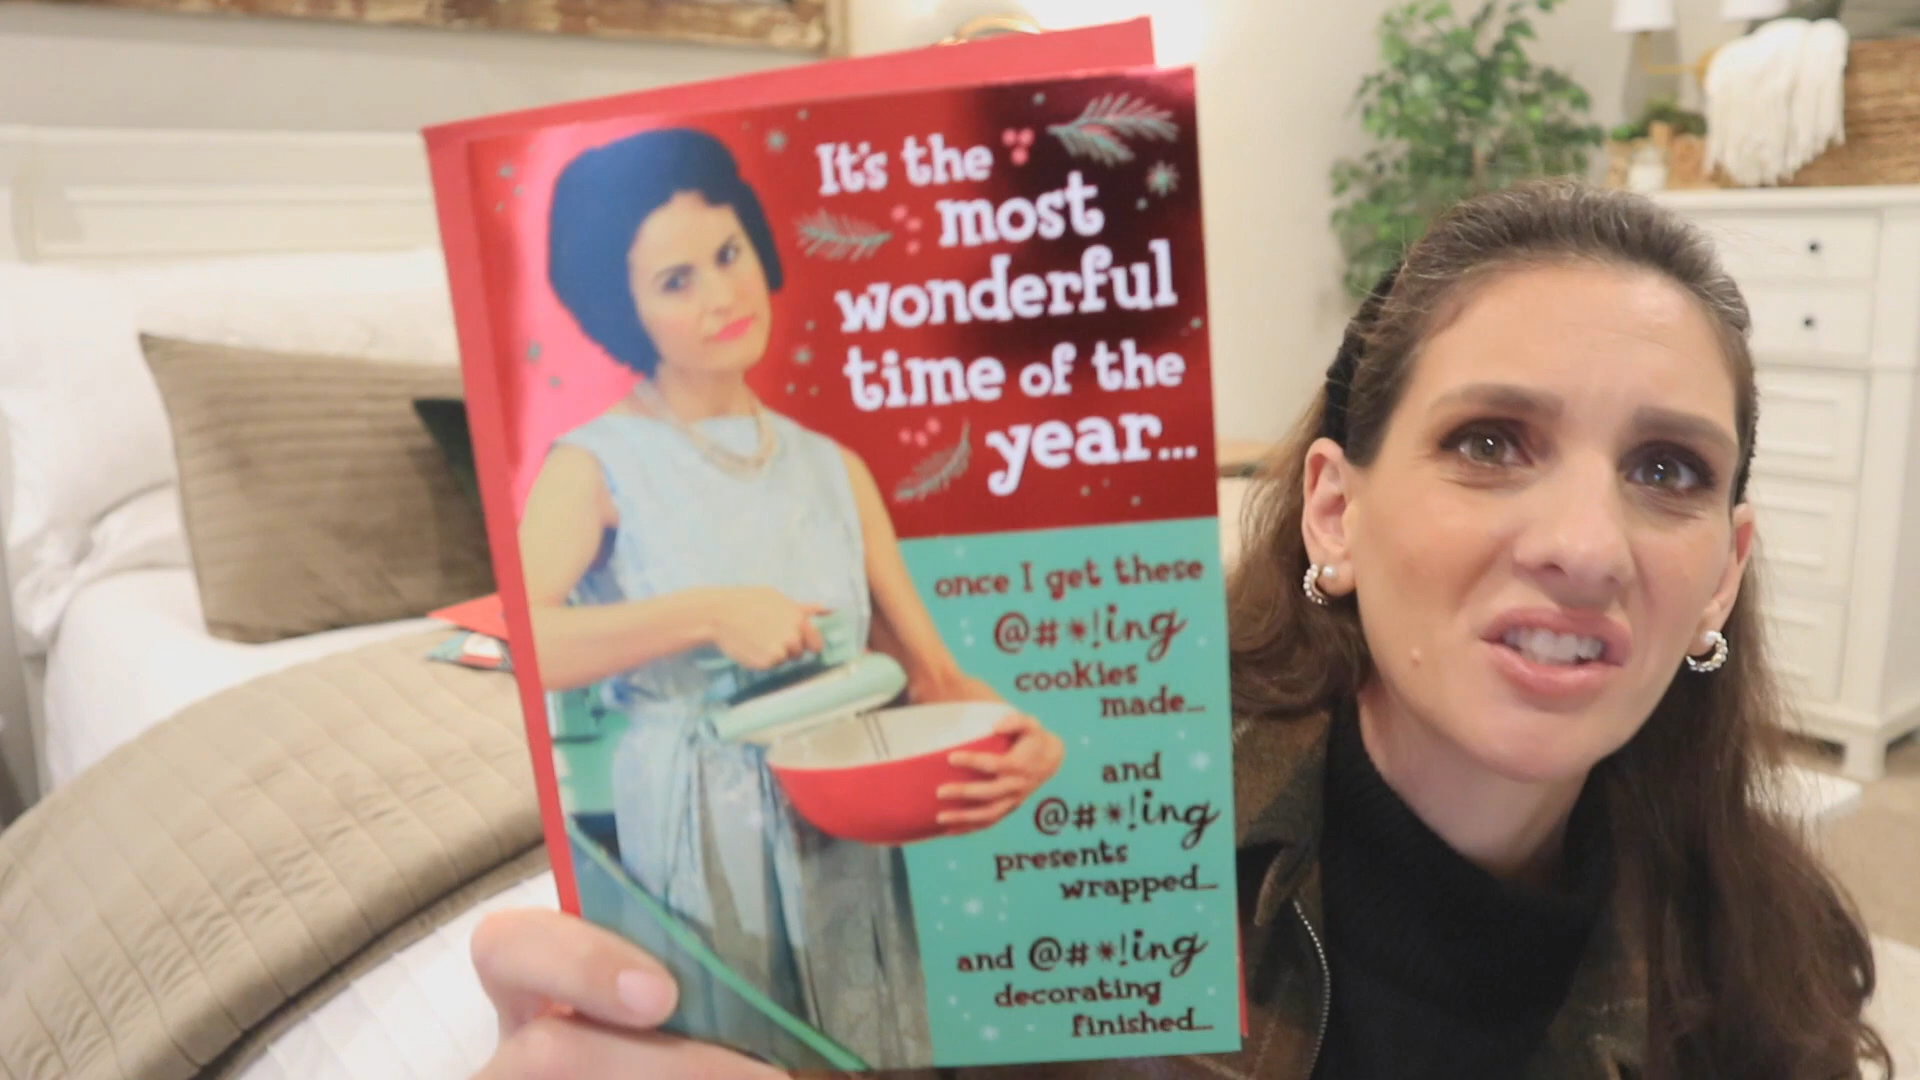 It's the
most
wonderful
time of the
year...
once I get these
@#*!ing
cookies
made...
and
@#*!ing
presents
wrapped...
and @#*!ing
decorating
finished...